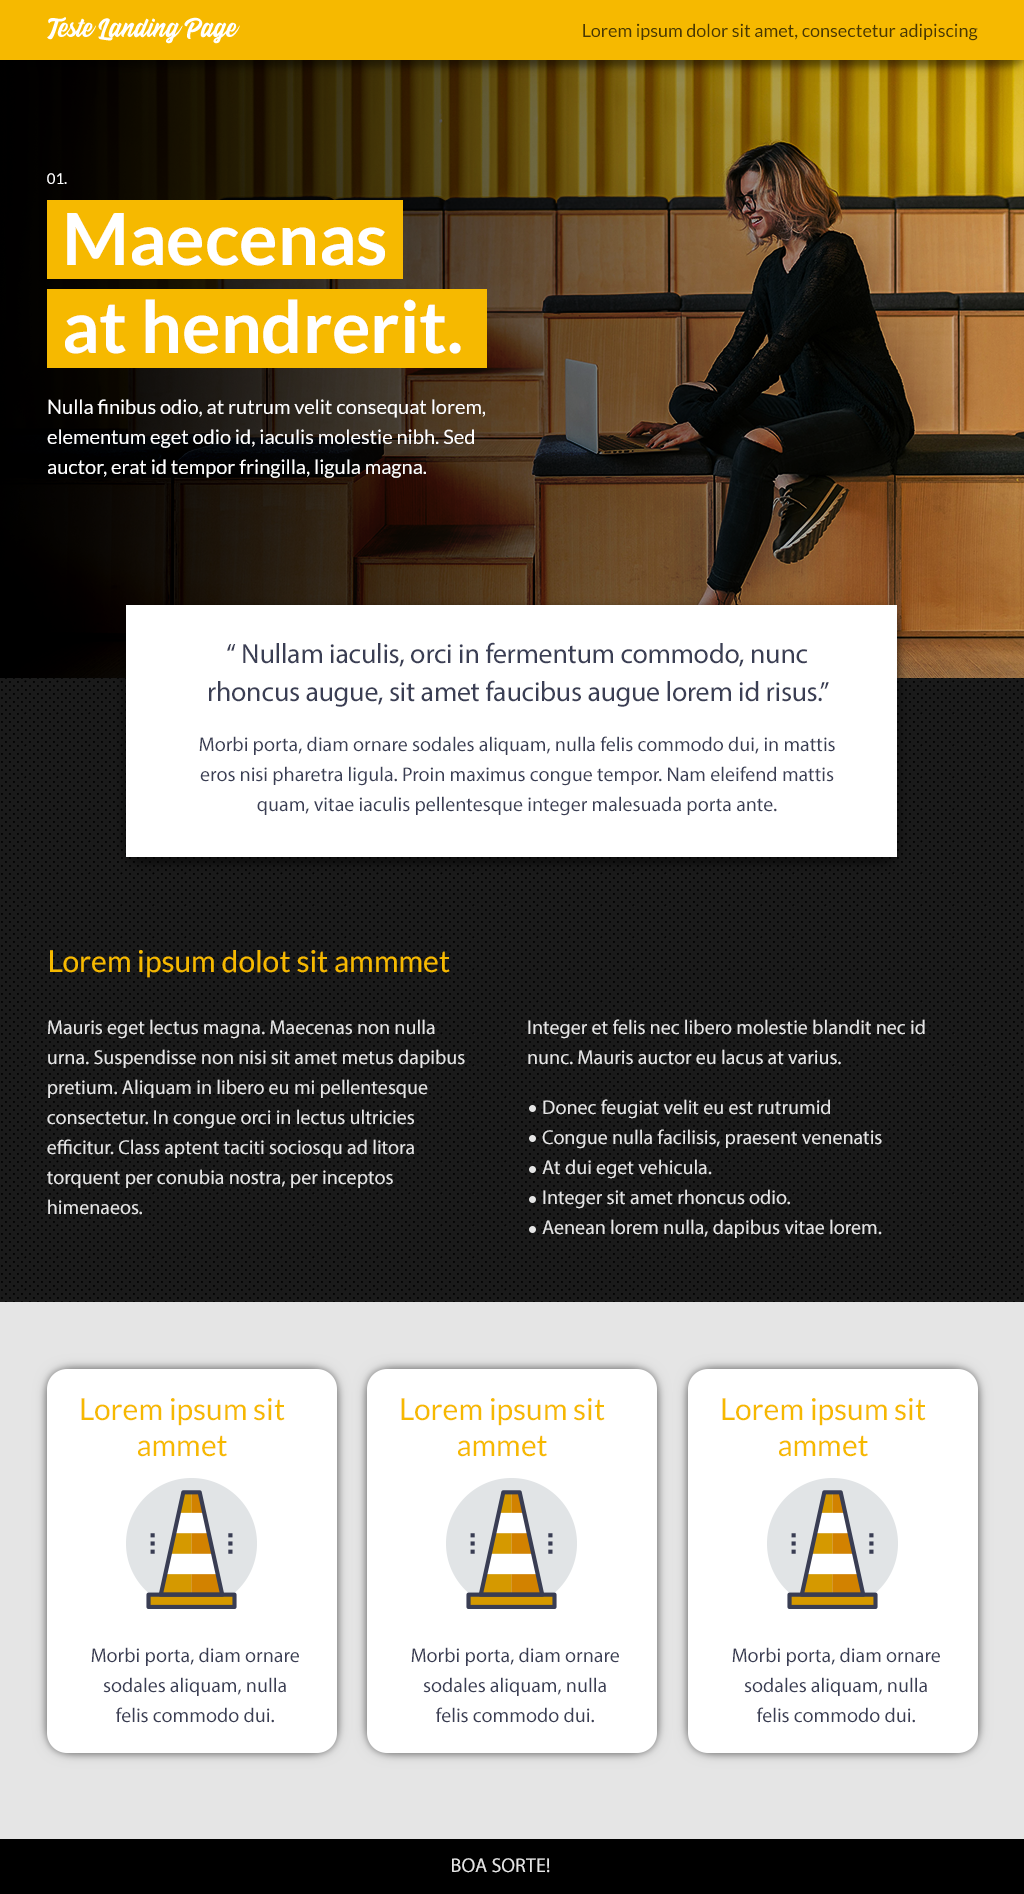 Teste Landing Page
Lorem ipsum dolor sit amet, consectetur adipiscing
01.
Maecenas
at hendrerit.
Nulla finibus odio, at rutrum velit consequat lorem,
elementum eget odio id, iaculis molestie nibh. Sed
auctor, erat id tempor fringilla, ligula magna.
“ Nullam iaculis, orci in fermentum commodo, nunc
rhoncus augue, sit amet faucibus augue lorem id risus.”
Morbi porta, diam ornare sodales aliquam, nulla felis commodo dui, in mattis
eros nisi pharetra ligula. Proin maximus congue tempor. Nam eleifend mattis
quam, vitae iaculis pellentesque integer malesuada porta ante.
Lorem ipsum dolot sit ammmet
Mauris eget lectus magna. Maecenas non nulla
urna. Suspendisse non nisi sit amet metus dapibus
pretium. Aliquam in libero eu mi pellentesque
consectetur. In congue orci in lectus ultricies
efficitur. Class aptent taciti sociosqu ad litora
torquent per conubia nostra, per inceptos
himenaeos.
Integer et felis nec libero molestie blandit nec id
nunc. Mauris auctor eu lacus at varius.
• Donec feugiat velit eu est rutrumid
• Congue nulla facilisis, praesent venenatis
• At dui eget vehicula.
• Integer sit amet rhoncus odio.
• Aenean lorem nulla, dapibus vitae lorem.
Lorem ipsum sit
ammet
Morbi porta, diam ornare
sodales aliquam, nulla
felis commodo dui.
Lorem ipsum sit
ammet
Morbi porta, diam ornare
sodales aliquam, nulla
felis commodo dui.
Lorem ipsum sit
ammet
Morbi porta, diam ornare
sodales aliquam, nulla
felis commodo dui.
BOA SORTE!